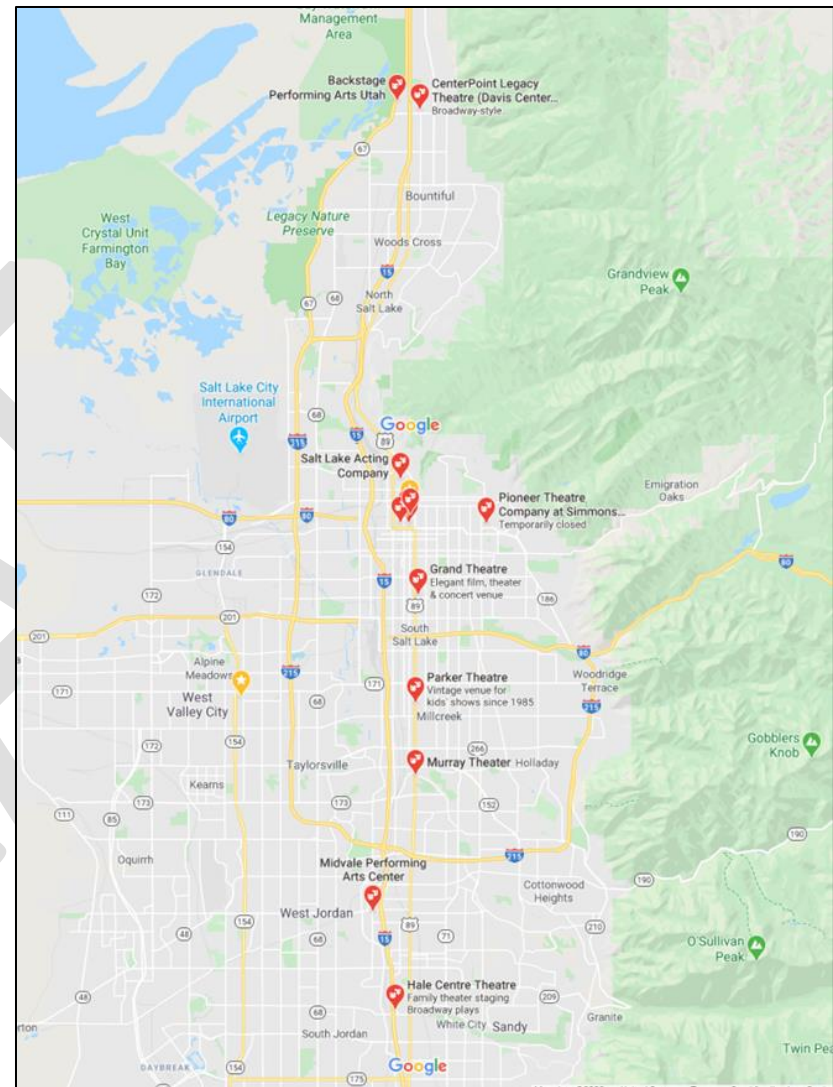 Management
Area
Backstage
Performing Arts Utah
CenterPoint Legacy
Theatre (Davis Center...
Broadway-style
67
Bountiful
West
Crystal Unit
Farmington
Bay
Legacy Nature
Preserve
Woods Cross
15
Grandview
Peak
67
68
North
Salt Lake
Salt Lake City
International
Airport
68
215
15
Google
89
Salt Lake Acting
Company
Emigration
Oaks
Pioneer Theatre
Company at Simmons...
Temporarily closed
80
80
154
GLENDALE
172
15
Grand Theatre
Elegant film, theater
& concert venue
80
186
89
201
201
South
Salt Lake
80
Alpine
Meadows
215
171
West
Valley City
68
171
Parker Theatre
Vintage venue for
kids' shows since 1985
Millcreek
Woodridge
Terrace
215
172
154
266
Gobblers
Knob
Taylorsville
Murray Theater
Holladay
Kearns
173
173
152
111
85
190
Oquirrh
Midvale Performing
Arts Center
215
190
Cottonwood
Heights
West Jordan
154
89
210
48
68
15
71
O'Sullivan
Peak
Hale Centre Theatre
Family theater staging
Broadway plays
48
68
209
White City
Sandy
Granite
rton
South Jordan
Twin Pea
DAYBREAK
154
Google
175